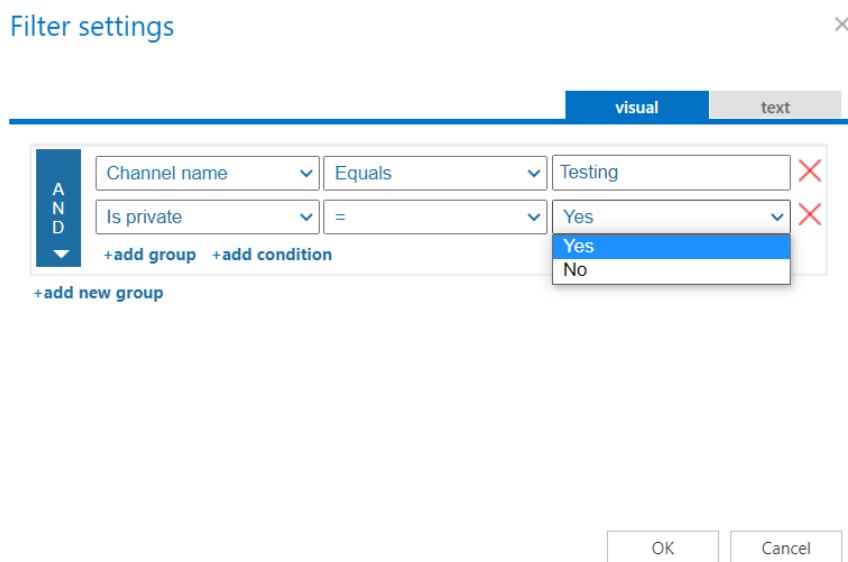 Filter settings
visual text
AND
Channel name Equals Testing
Is private = Yes
Yes
No
+add group +add condition
+add new group
OK Cancel